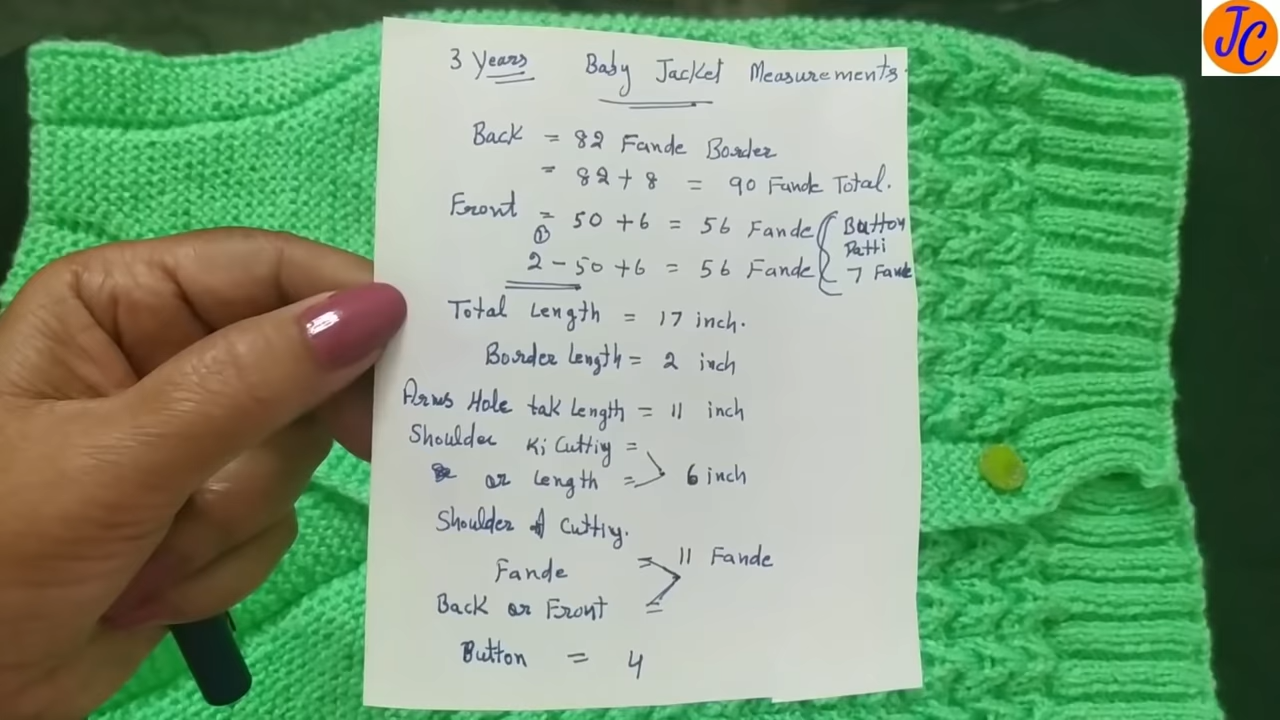 JC
3 Years Baby Jacket Measurements.
Back = 82 Fande Border
= 82 + 8 = 90 Fande Total.
Front = 50 + 6 = 56 Fande Button
① Patti
2 - 50 + 6 = 56 Fande 7 Fande
Total Length = 17 inch.
Border Length = 2 inch
Arms Hole tak Length = 11 inch
Shoulder Ki Cuttiy =
or Length = 6 inch
Shoulder Cuttiy.
Fande = 11 Fande
Back or Front =
Button = 4